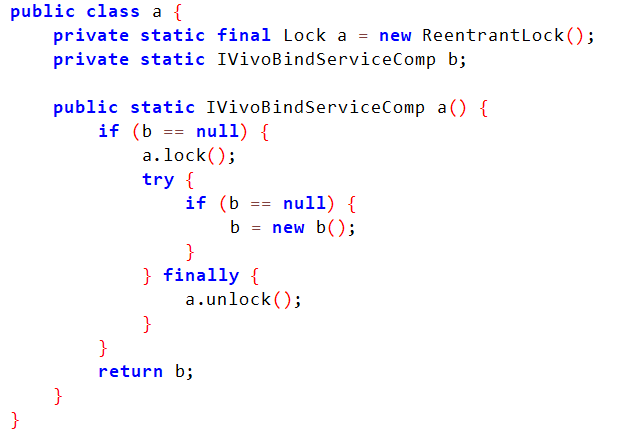 public class a {
    private static final Lock a = new ReentrantLock();
    private static IVivoBindServiceComp b;

    public static IVivoBindServiceComp a() {
        if (b == null) {
            a.lock();
            try {
                if (b == null) {
                    b = new b();
                }
            } finally {
                a.unlock();
            }
        }
        return b;
    }
}